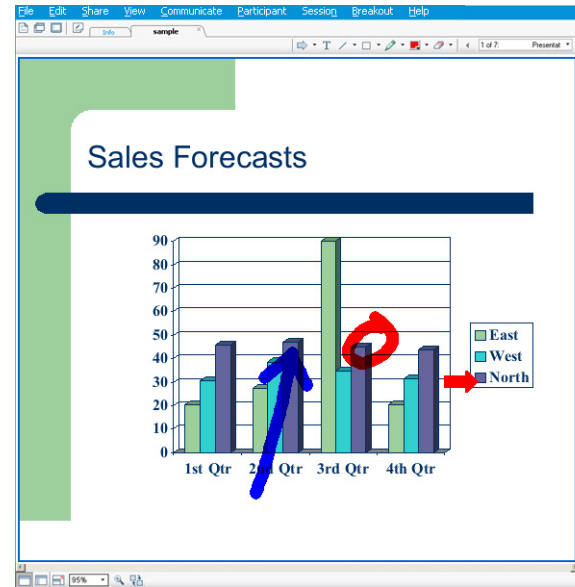 File Edit Share View Communicate Participant Session Breakout Help
Info sample
T 1 of 7: Presentat
Sales Forecasts
90
80
70
60
50
40
30
20
10
0
1st Qtr 2nd Qtr 3rd Qtr 4th Qtr
East
West
North
95%